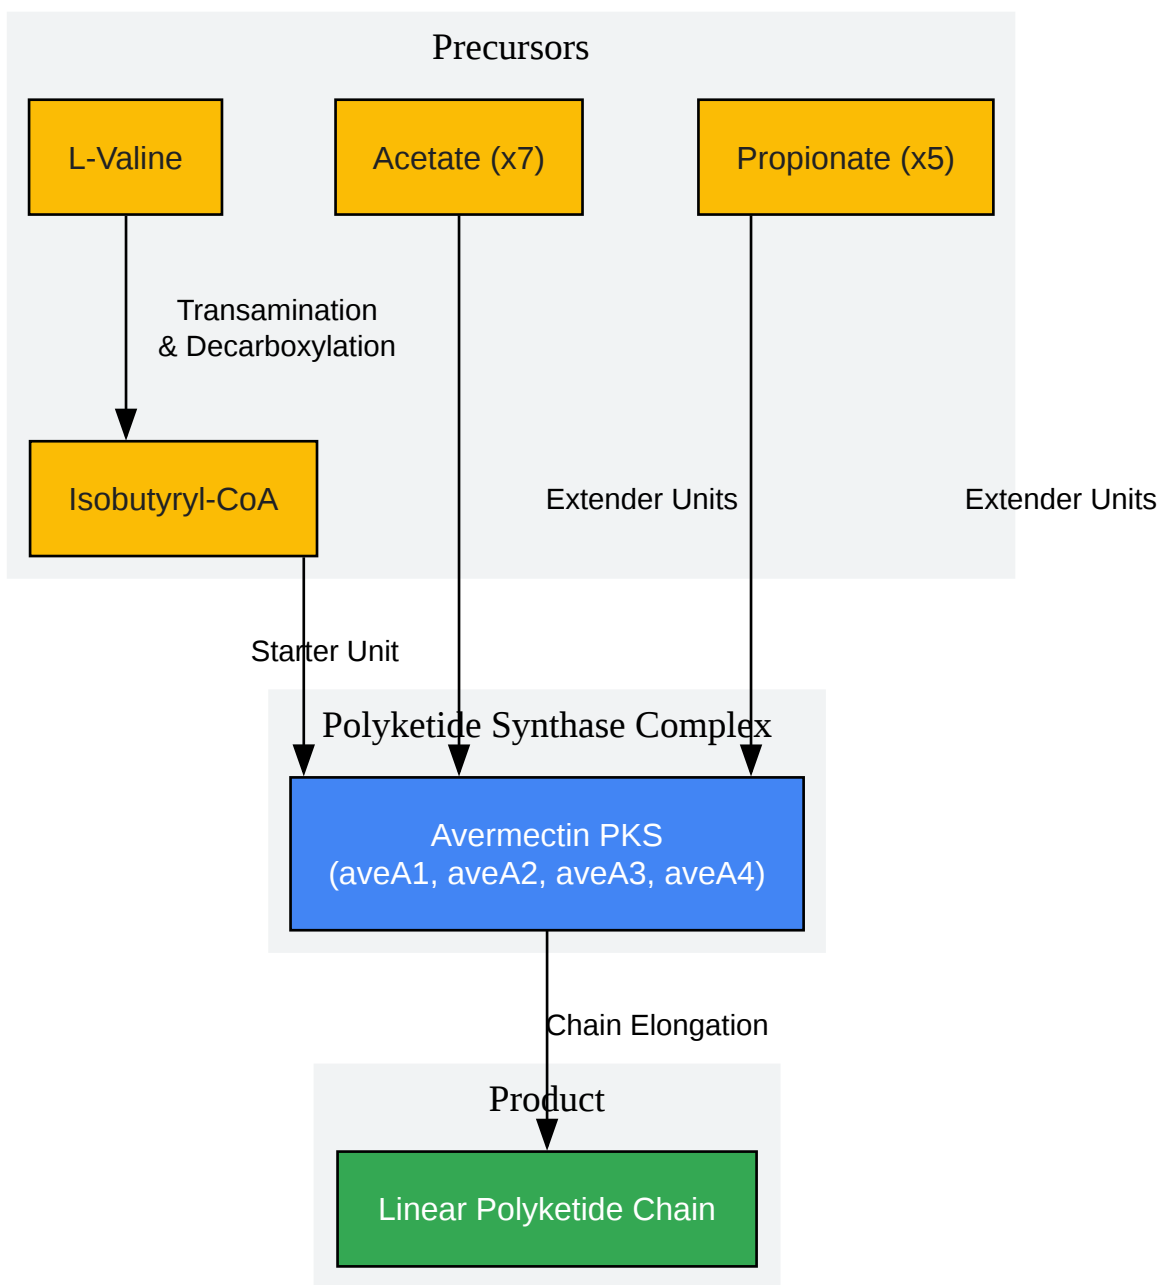 Precursors
L-Valine
Acetate (x7)
Propionate (x5)
Transamination
& Decarboxylation
Isobutyryl-CoA
Extender Units
Extender Units
Starter Unit
Polyketide Synthase Complex
Avermectin PKS
(aveA1, aveA2, aveA3, aveA4)
Chain Elongation
Product
Linear Polyketide Chain